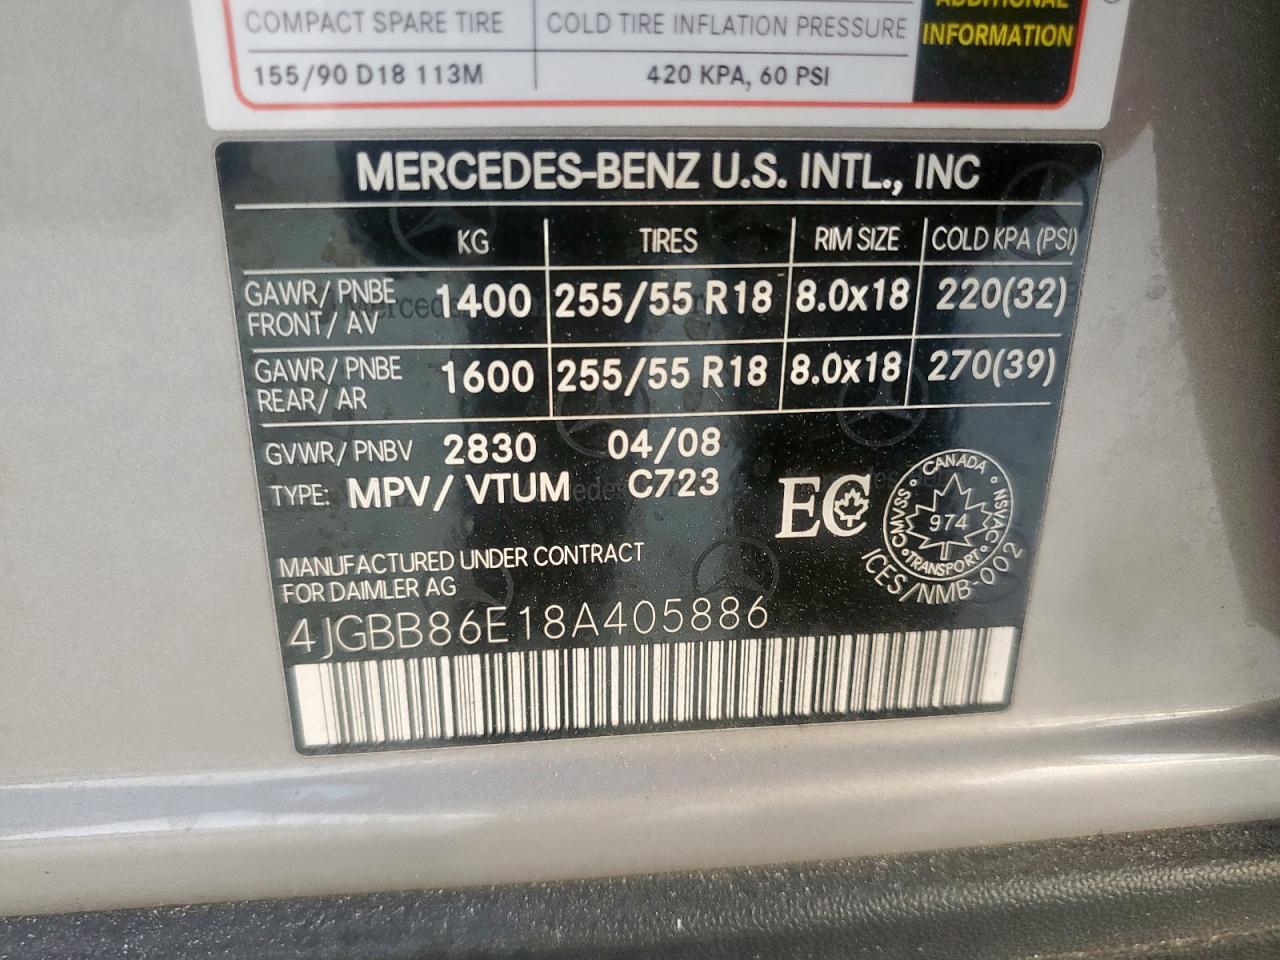 ADDITIONAL
COMPACT SPARE TIRE COLD TIRE INFLATION PRESSURE INFORMATION
155/90 D18 113M 420 KPA, 60 PSI
MERCEDES-BENZ U.S. INTL., INC
KG TIRES RIM SIZE COLD KPA (PSI)
GAWR/ PNBE 1400 255/55 R18 8.0x18 220(32)
FRONT/ AV
GAWR/ PNBE 1600 255/55 R18 8.0x18 270(39)
REAR/ AR
GVWR/ PNBV 2830 04/08
TYPE: MPV/ VTUM C723
EC
CANADA
CMVSS 974 NSVAC
TRANSPORT
ICES/NMB-002
MANUFACTURED UNDER CONTRACT
FOR DAIMLER AG
4JGBB86E18A405886